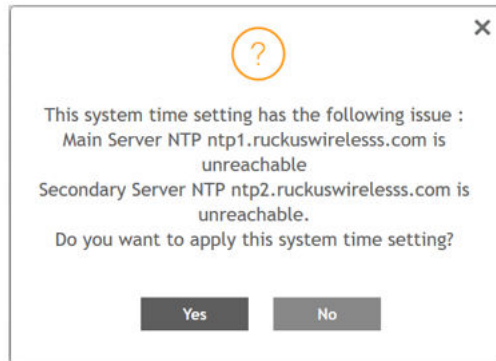 ×
?
This system time setting has the following issue :
Main Server NTP ntp1.ruckuswirelesss.com is
unreachable
Secondary Server NTP ntp2.ruckuswirelesss.com is
unreachable.
Do you want to apply this system time setting?
Yes No